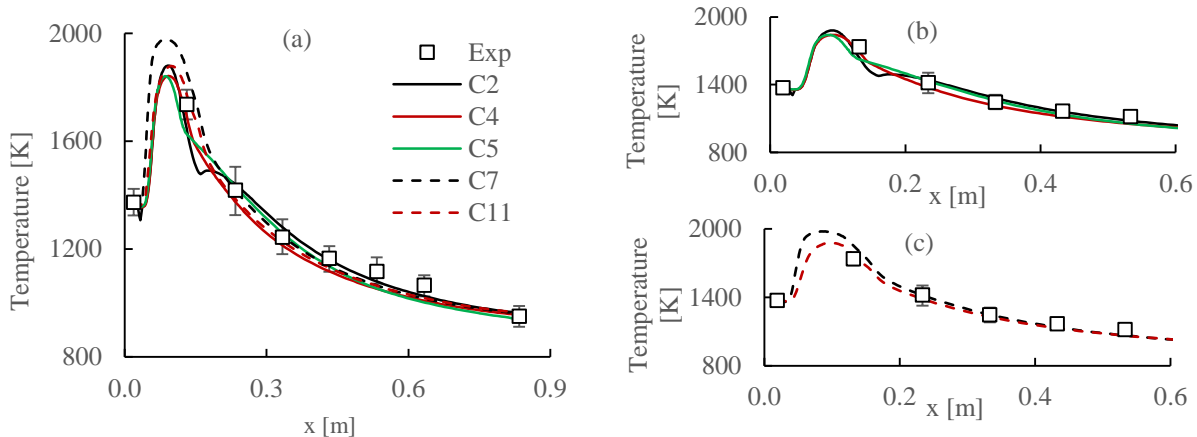 (a)
Temperature [K]
2000
1600
1200
800
0.0 0.3 0.6 0.9
x [m]
Exp
C2
C4
C5
C7
C11
(b)
Temperature
[K]
2000
1400
800
0.0 0.2 0.4 0.6
x [m]
(c)
Temperature
[K]
2000
1400
800
0.0 0.2 0.4 0.6
x [m]